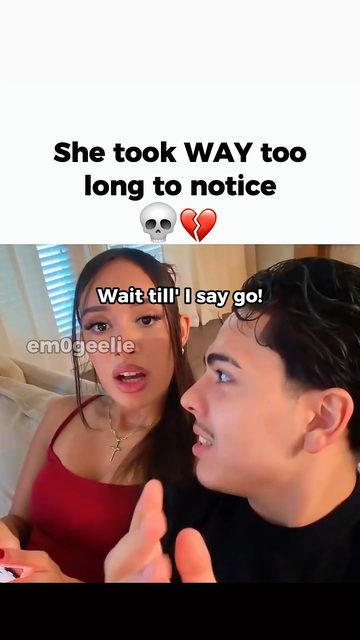 She took WAY too
long to notice
💀💔
Wait till' I say go!
em0geelie